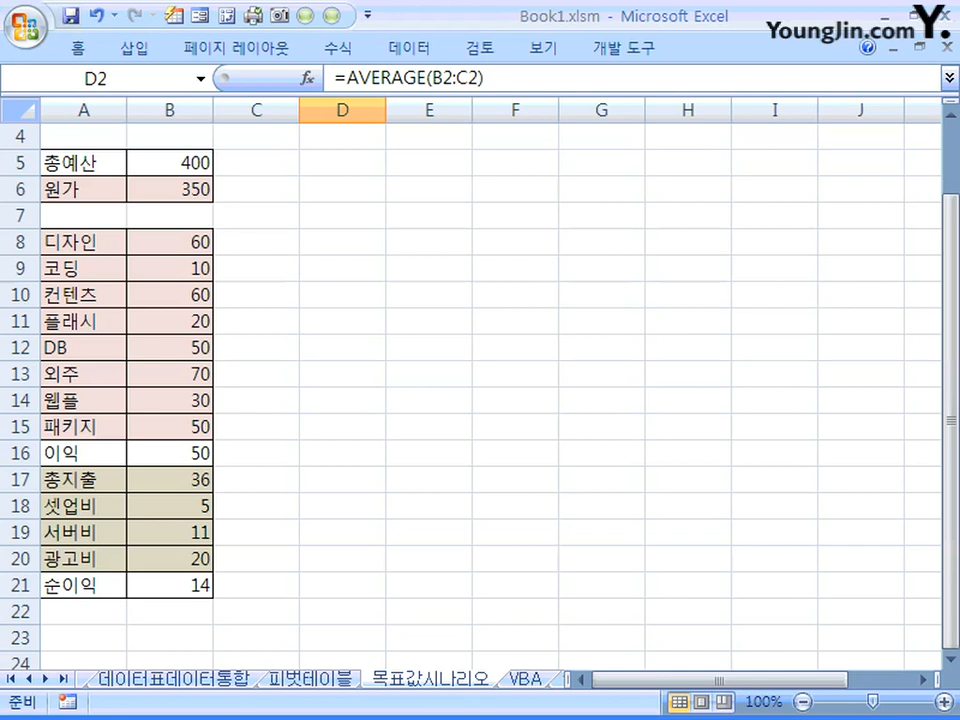 Book1.xlsm - Microsoft Excel
YoungJin.com Y.
홈 삽입 페이지 레이아웃 수식 데이터 검토 보기 개발 도구
D2 fx =AVERAGE(B2:C2)
A B C D E F G H I J
4
5 총예산 400
6 원가 350
7
8 디자인 60
9 코딩 10
10 컨텐츠 60
11 플래시 20
12 DB 50
13 외주 70
14 웹플 30
15 패키지 50
16 이익 50
17 총지출 36
18 셋업비 5
19 서버비 11
20 광고비 20
21 순이익 14
22
23
24
데이터표데이터통합 피벗테이블 목표값시나리오 VBA
준비 100%